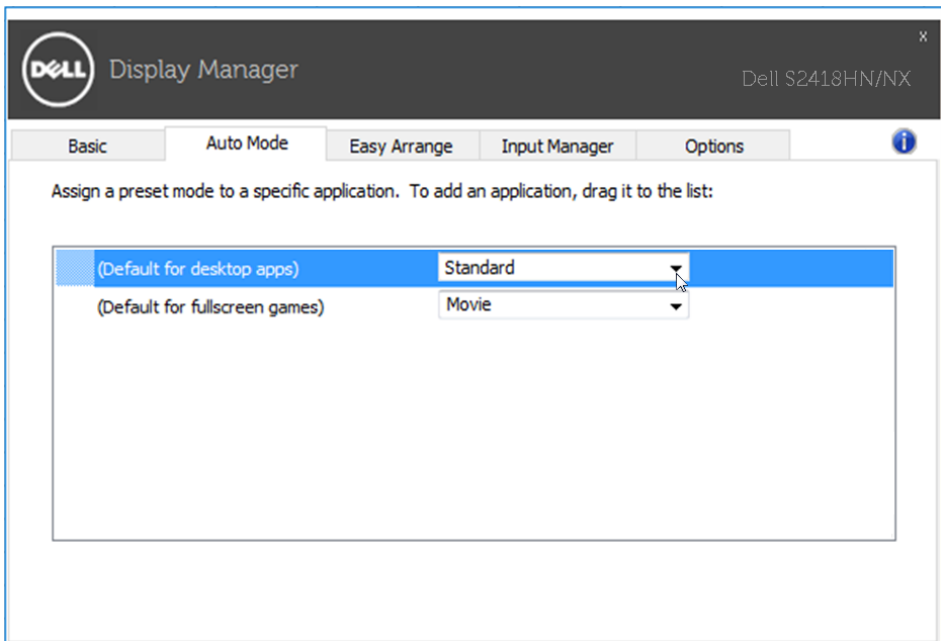 X
DELL Display Manager
Dell S2418HN/NX
Basic Auto Mode Easy Arrange Input Manager Options i
Assign a preset mode to a specific application. To add an application, drag it to the list:
(Default for desktop apps) Standard
(Default for fullscreen games) Movie